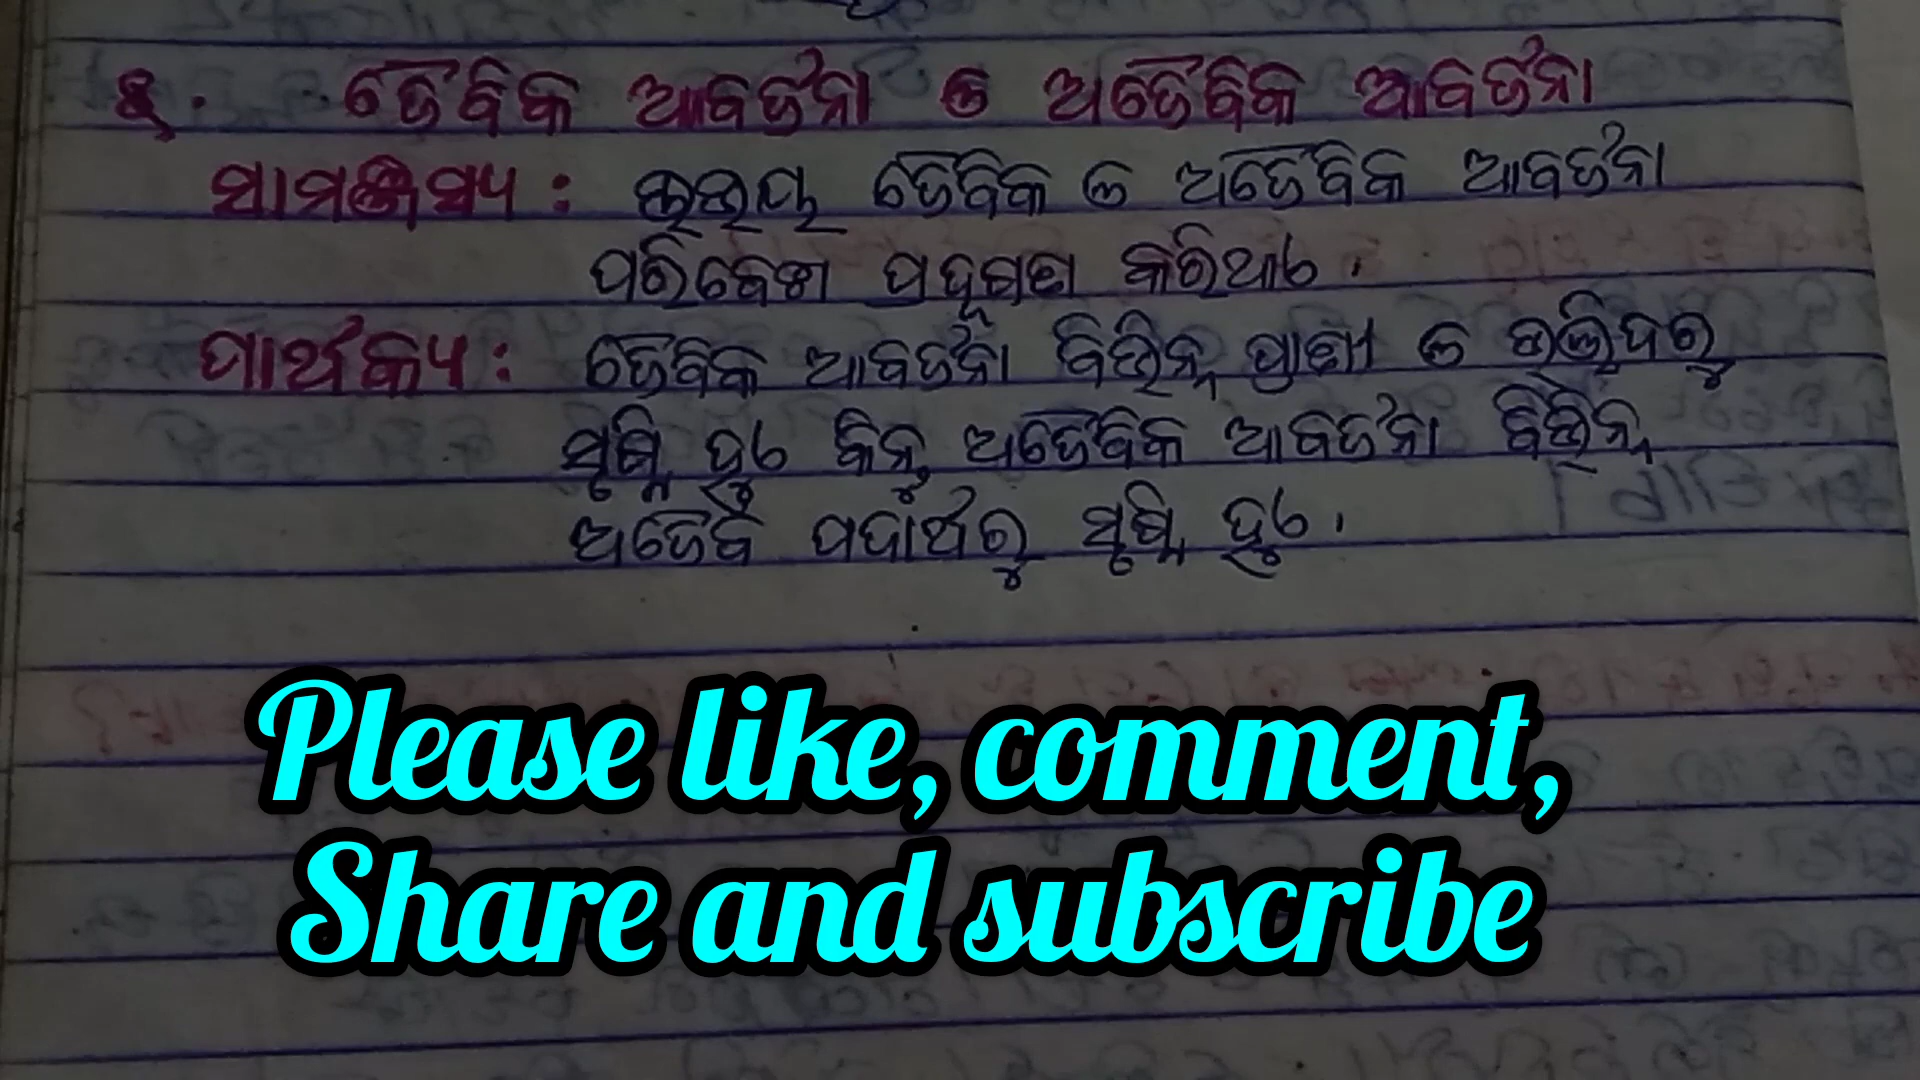 ୫. ଜୈବିକ ଆବର୍ଜନା ଓ ଅଜୈବିକ ଆବର୍ଜନା
ସାମଞ୍ଜସ୍ୟ : ଉଭୟ ଜୈବିକ ଓ ଅଜୈବିକ ଆବର୍ଜନା
ପରିବେଶ ପ୍ରଦୂଷଣ କରିଥାଏ ।
ପାର୍ଥକ୍ୟ : ଜୈବିକ ଆବର୍ଜନା ବିଭିନ୍ନ ପ୍ରାଣୀ ଓ ଉଦ୍ଭିଦରୁ
ସୃଷ୍ଟି ହୁଏ କିନ୍ତୁ ଅଜୈବିକ ଆବର୍ଜନା ବିଭିନ୍ନ
ଅଜୈବ ପଦାର୍ଥରୁ ସୃଷ୍ଟି ହୁଏ ।
Please like, comment,
Share and subscribe